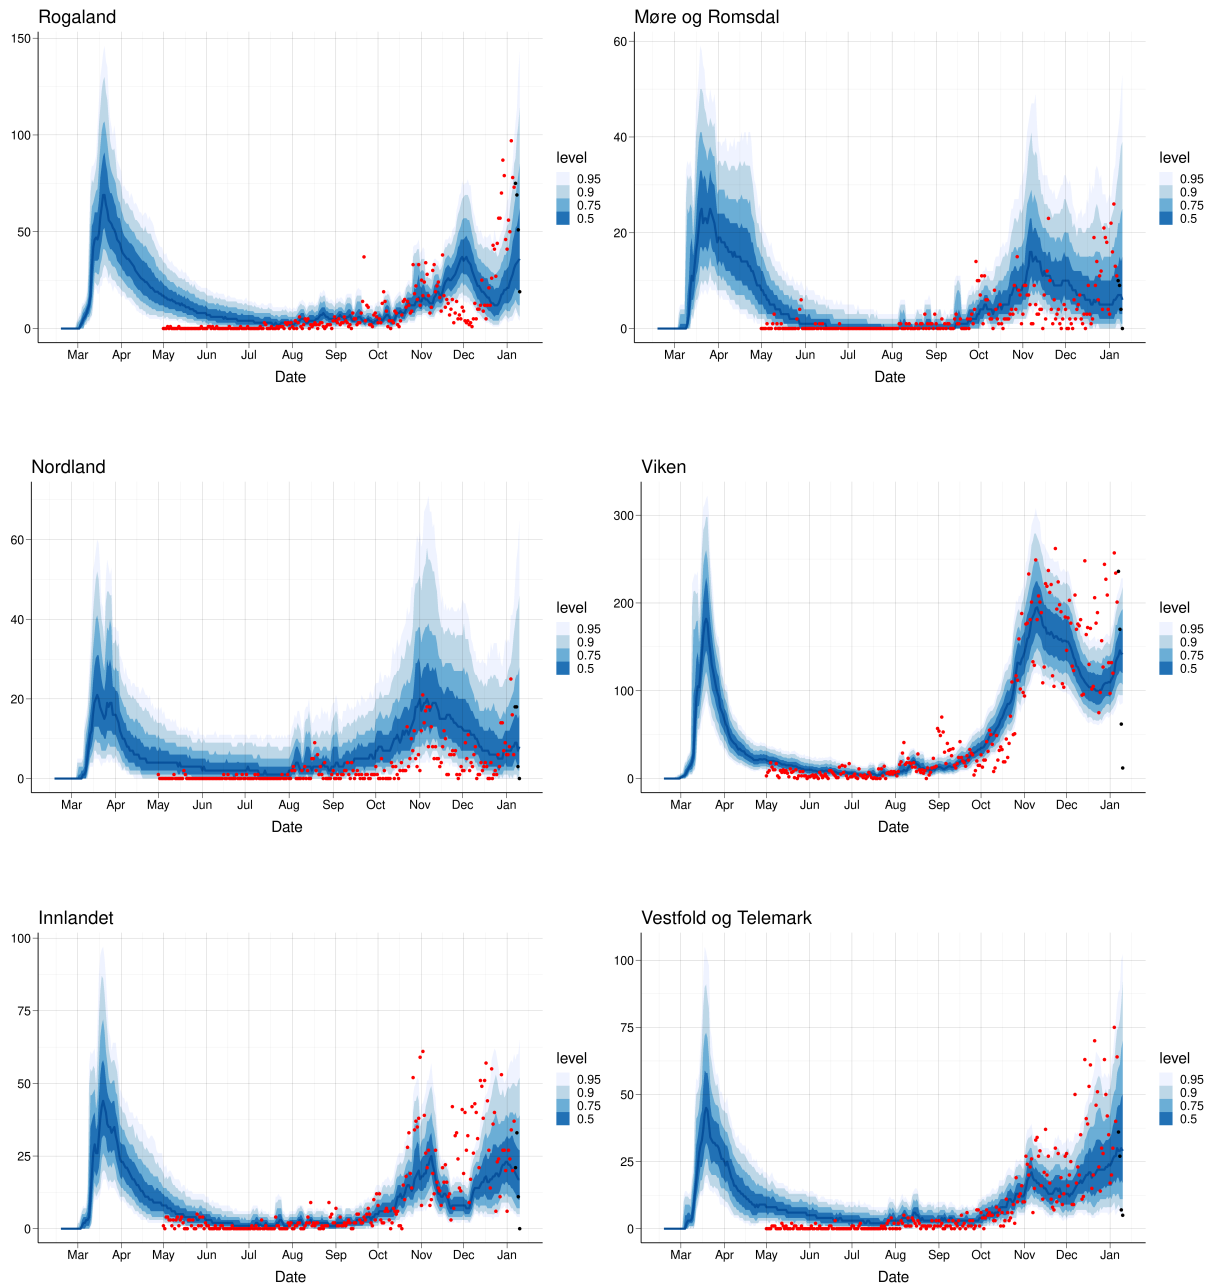 Rogaland
150
100
50
0
Mar Apr May Jun Jul Aug Sep Oct Nov Dec Jan
Date
level
0.95
0.9
0.75
0.5
Møre og Romsdal
60
40
20
0
Mar Apr May Jun Jul Aug Sep Oct Nov Dec Jan
Date
level
0.95
0.9
0.75
0.5
Nordland
60
40
20
0
Mar Apr May Jun Jul Aug Sep Oct Nov Dec Jan
Date
level
0.95
0.9
0.75
0.5
Viken
300
200
100
0
Mar Apr May Jun Jul Aug Sep Oct Nov Dec Jan
Date
level
0.95
0.9
0.75
0.5
Innlandet
100
75
50
25
0
Mar Apr May Jun Jul Aug Sep Oct Nov Dec Jan
Date
level
0.95
0.9
0.75
0.5
Vestfold og Telemark
100
75
50
25
0
Mar Apr May Jun Jul Aug Sep Oct Nov Dec Jan
Date
level
0.95
0.9
0.75
0.5